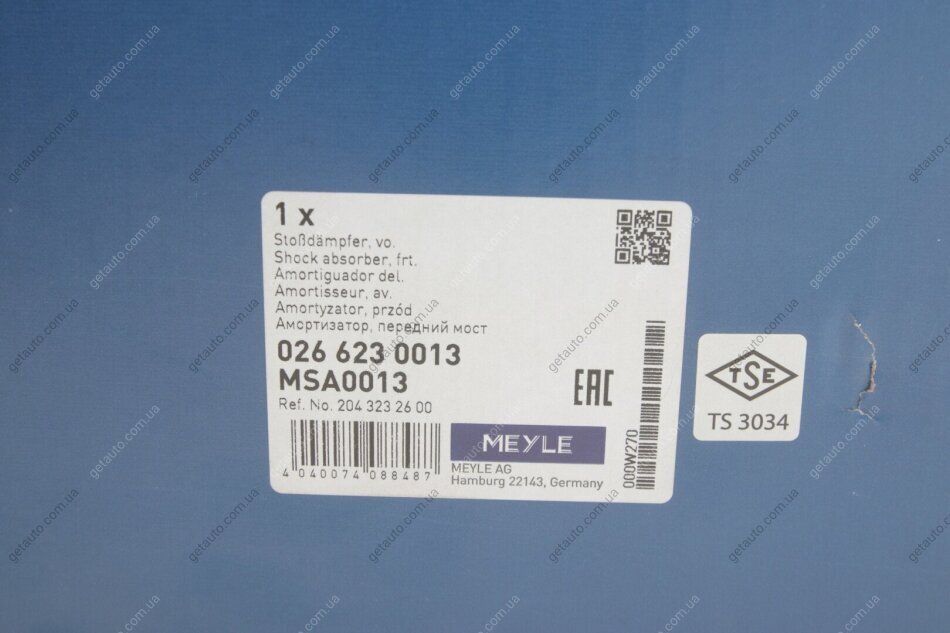 1 x
Stoßdämpfer, vo.
Shock absorber, frt.
Amortiguador del.
Amortisseur, av.
Amortyzator, przód
Амортизатор, передний мост
026 623 0013
MSA0013
Ref. No. 204 323 26 00
EAC
MEYLE
MEYLE AG
Hamburg 22143, Germany
4 040074 088487
000W270
TSE
TS 3034
getauto.com.ua